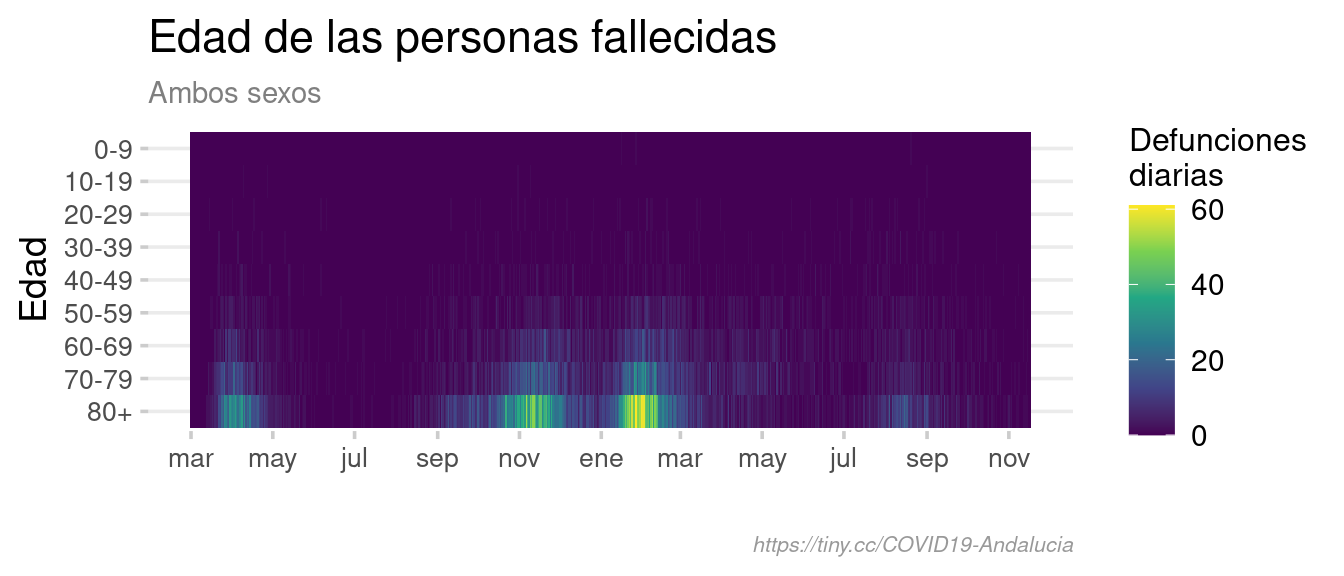 Edad de las personas fallecidas
Ambos sexos
Edad
0-9
10-19
20-29
30-39
40-49
50-59
60-69
70-79
80+
mar may jul sep nov ene mar may jul sep nov
Defunciones
diarias
60
40
20
0
https://tiny.cc/COVID19-Andalucia